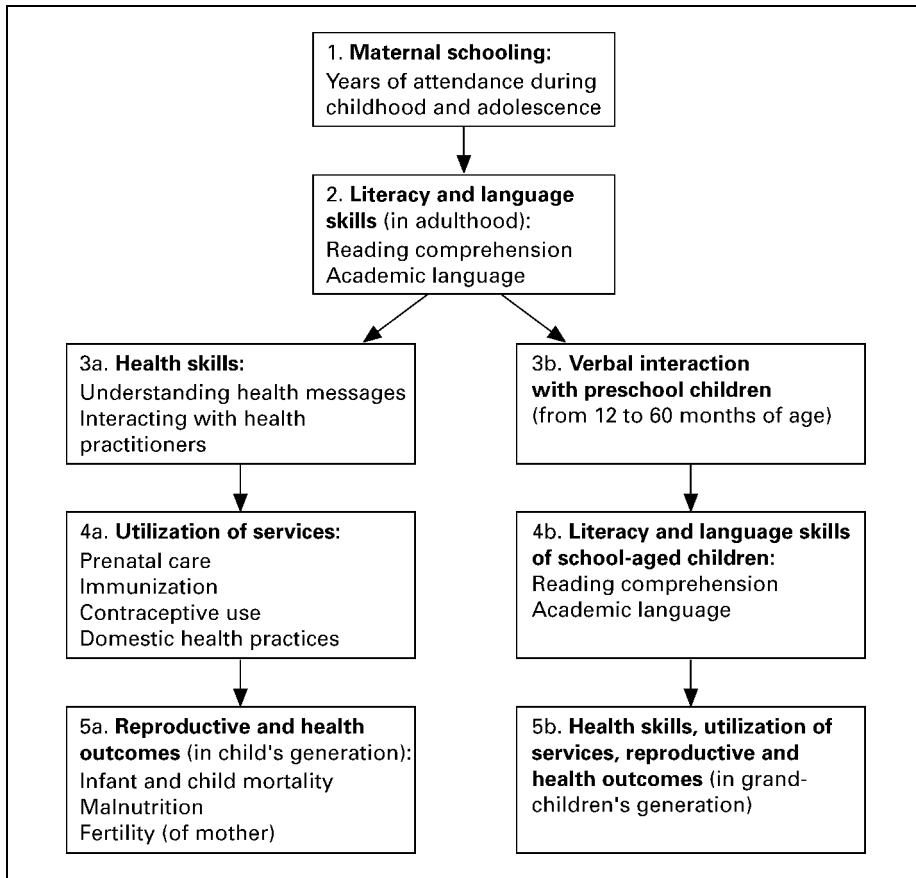 1. Maternal schooling:
Years of attendance during
childhood and adolescence
2. Literacy and language
skills (in adulthood):
Reading comprehension
Academic language
3a. Health skills:
Understanding health messages
Interacting with health
practitioners
3b. Verbal interaction
with preschool children
(from 12 to 60 months of age)
4a. Utilization of services:
Prenatal care
Immunization
Contraceptive use
Domestic health practices
4b. Literacy and language skills
of school-aged children:
Reading comprehension
Academic language
5a. Reproductive and health
outcomes (in child's generation):
Infant and child mortality
Malnutrition
Fertility (of mother)
5b. Health skills, utilization of
services, reproductive and
health outcomes (in grand-
children's generation)